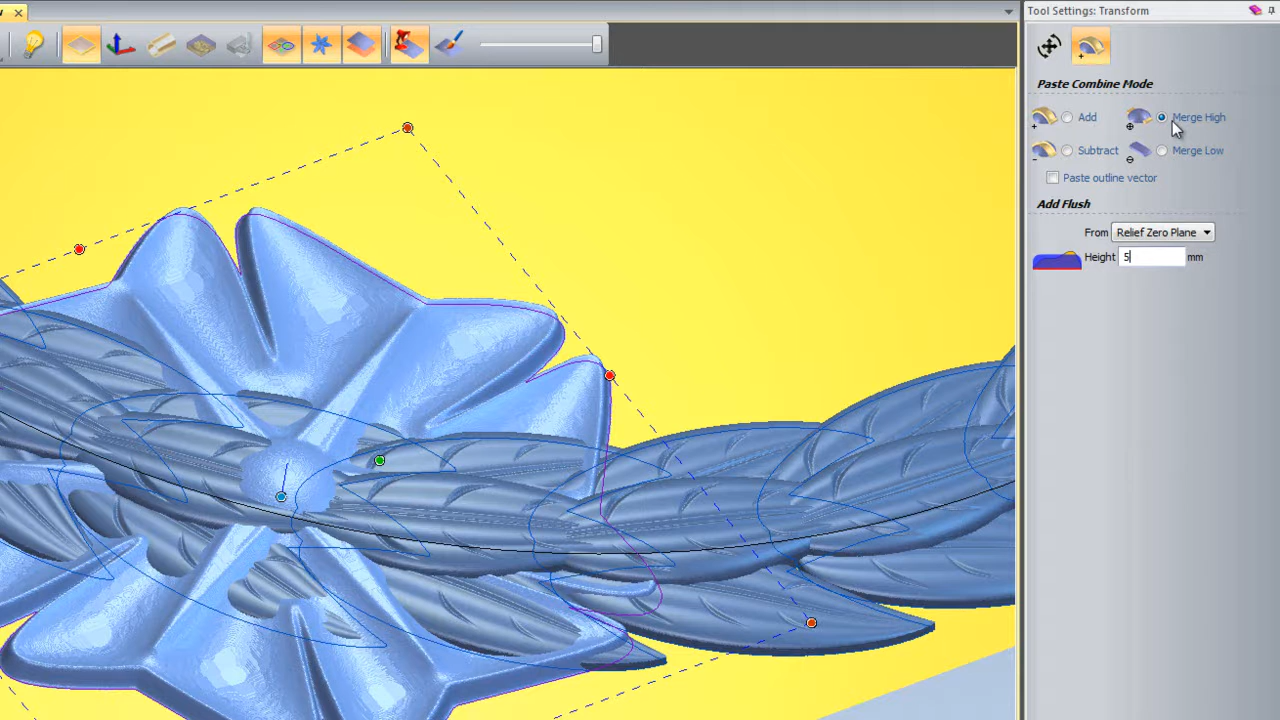 Tool Settings: Transform
Paste Combine Mode
Add
Merge High
Subtract
Merge Low
Paste outline vector
Add Flush
From Relief Zero Plane
Height 5 mm